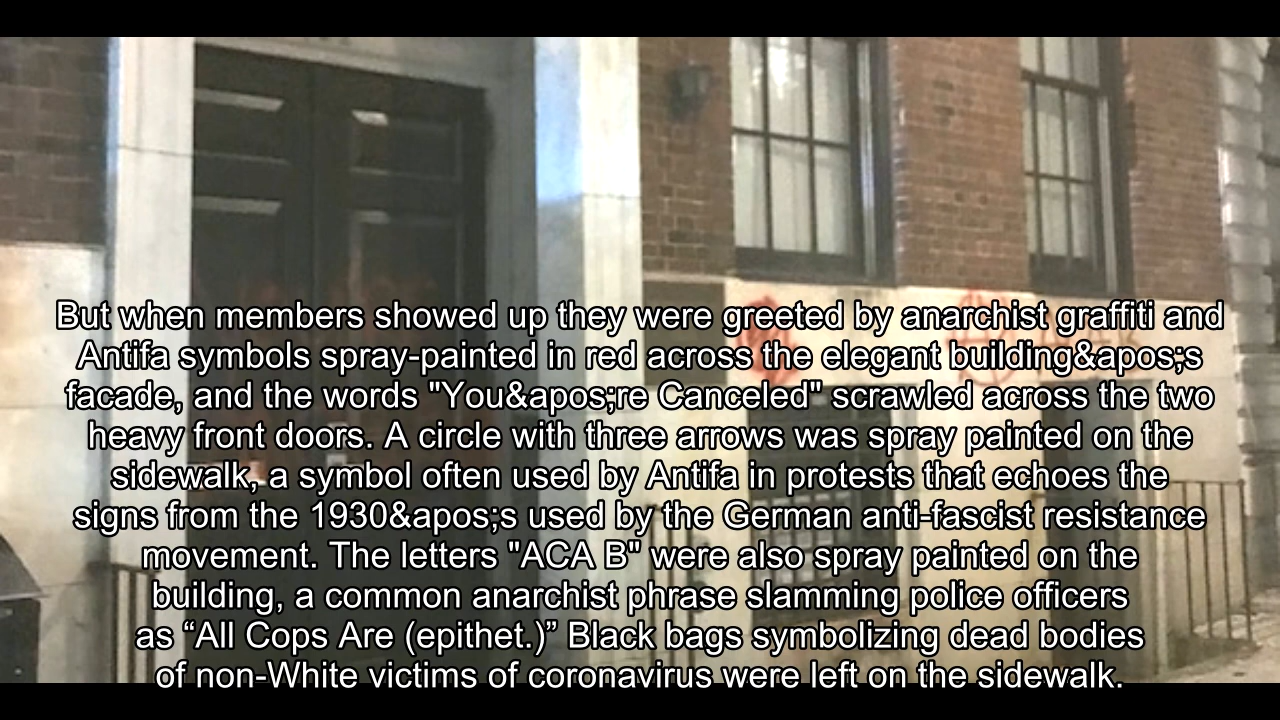 But when members showed up they were greeted by anarchist graffiti and
Antifa symbols spray-painted in red across the elegant building&apos;s
facade, and the words "You&apos;re Canceled" scrawled across the two
heavy front doors. A circle with three arrows was spray painted on the
sidewalk, a symbol often used by Antifa in protests that echoes the
signs from the 1930&apos;s used by the German anti-fascist resistance
movement. The letters "ACA B" were also spray painted on the
building, a common anarchist phrase slamming police officers
as “All Cops Are (epithet.)” Black bags symbolizing dead bodies
of non-White victims of coronavirus were left on the sidewalk.